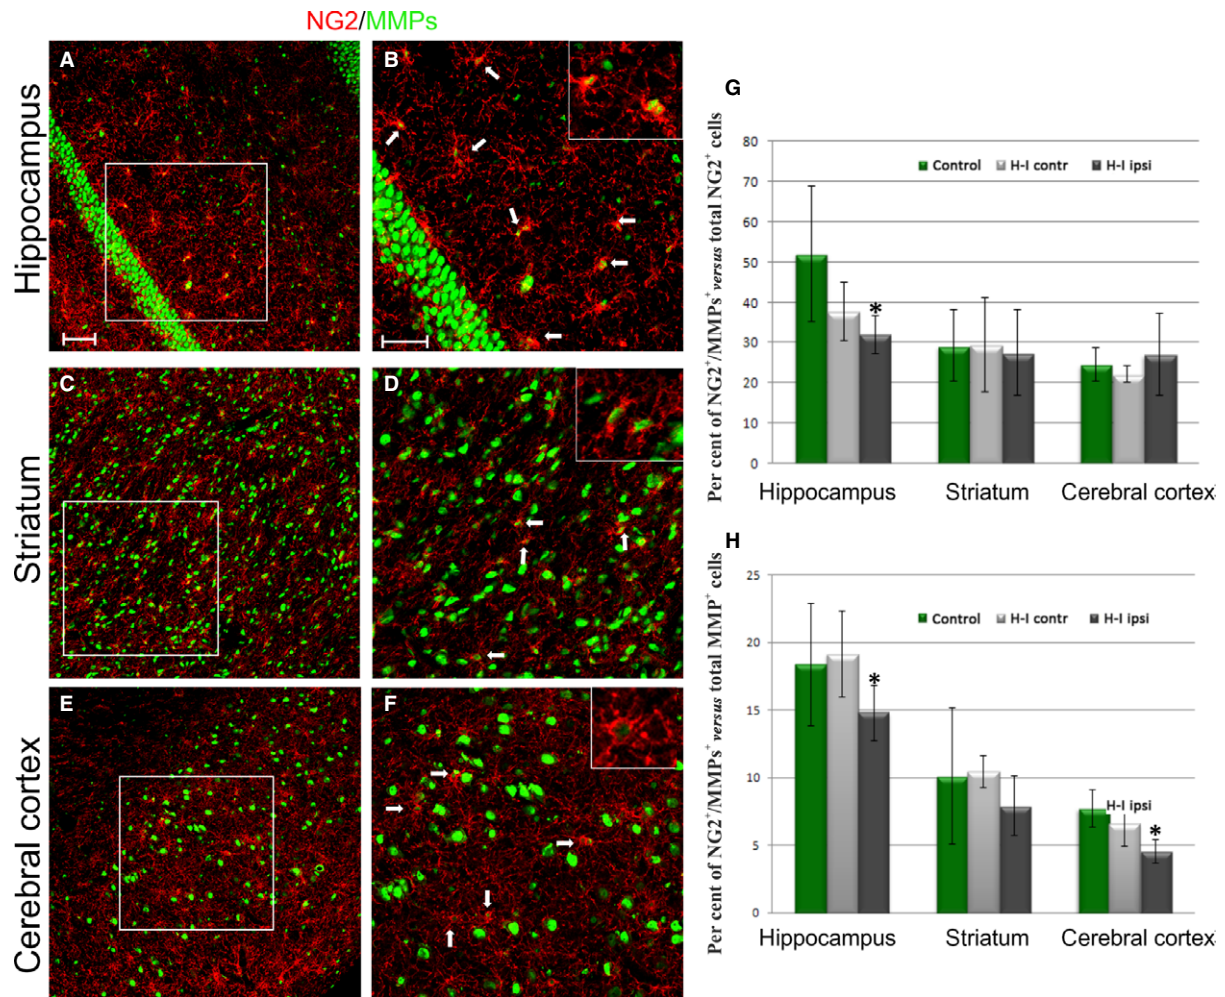 NG2/MMPs
Hippocampus
A
B
Striatum
C
D
Cerebral cortex
E
F
G
Per cent of NG2+/MMPs+ versus total NG2+ cells
80
70
60
50
40
30
20
10
0
Control
H-I contr
H-I ipsi
*
Hippocampus
Striatum
Cerebral cortex
H
Per cent of NG2+/MMPs+ versus total MMP+ cells
25
20
15
10
5
0
Control
H-I contr
H-I ipsi
*
H-I ipsi
*
Hippocampus
Striatum
Cerebral cortex